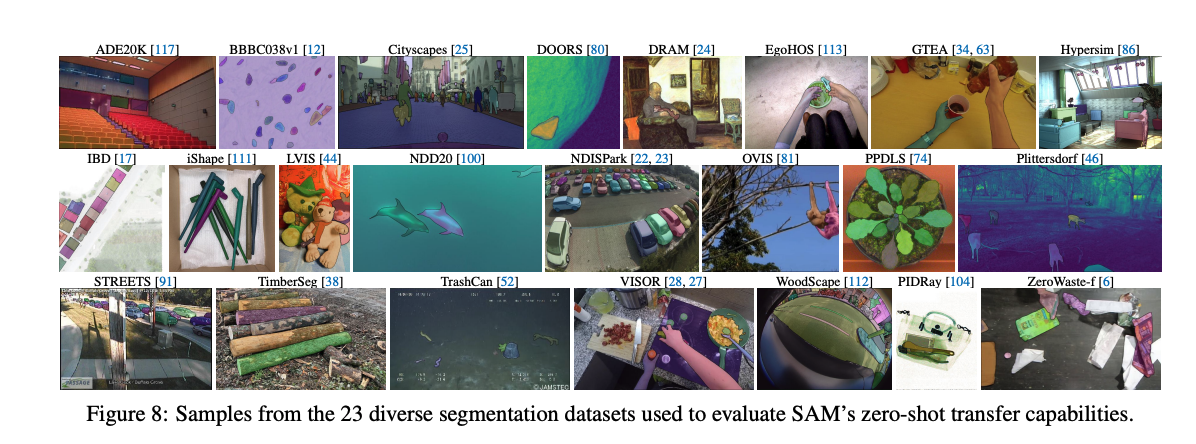 ADE20K [117] BBBC038v1 [12] Cityscapes [25] DOORS [80] DRAM [24] EgoHOS [113] GTEA [34, 63] Hypersim [86]
IBD [17] iShape [111] LVIS [44] NDD20 [100] NDISPark [22, 23] OVIS [81] PPDLS [74] Plittersdorf [46]
STREETS [91] TimberSeg [38] TrashCan [52] VISOR [28, 27] WoodScape [112] PIDRay [104] ZeroWaste-f [6]
©JAMSTEC
Figure 8: Samples from the 23 diverse segmentation datasets used to evaluate SAM’s zero-shot transfer capabilities.